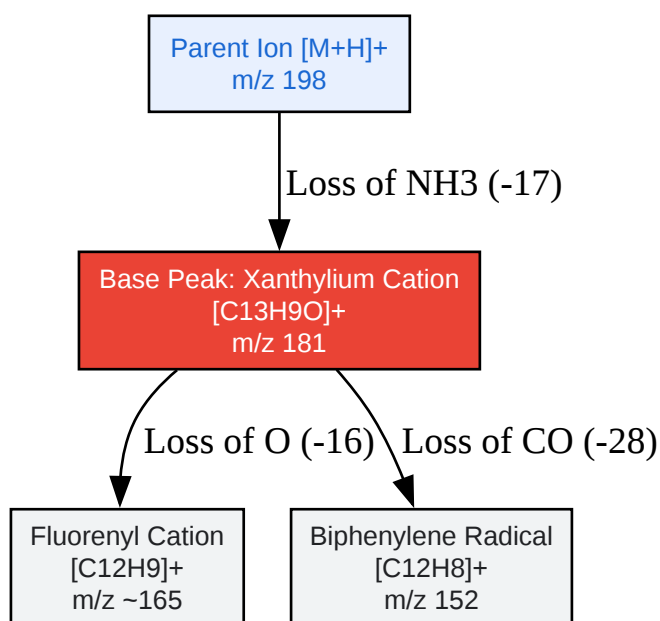 Parent Ion [M+H]+
m/z 198
Loss of NH3 (-17)
Base Peak: Xanthylium Cation
[C13H9O]+
m/z 181
Loss of O (-16)
Loss of CO (-28)
Fluorenyl Cation
[C12H9]+
m/z ~165
Biphenylene Radical
[C12H8]+
m/z 152